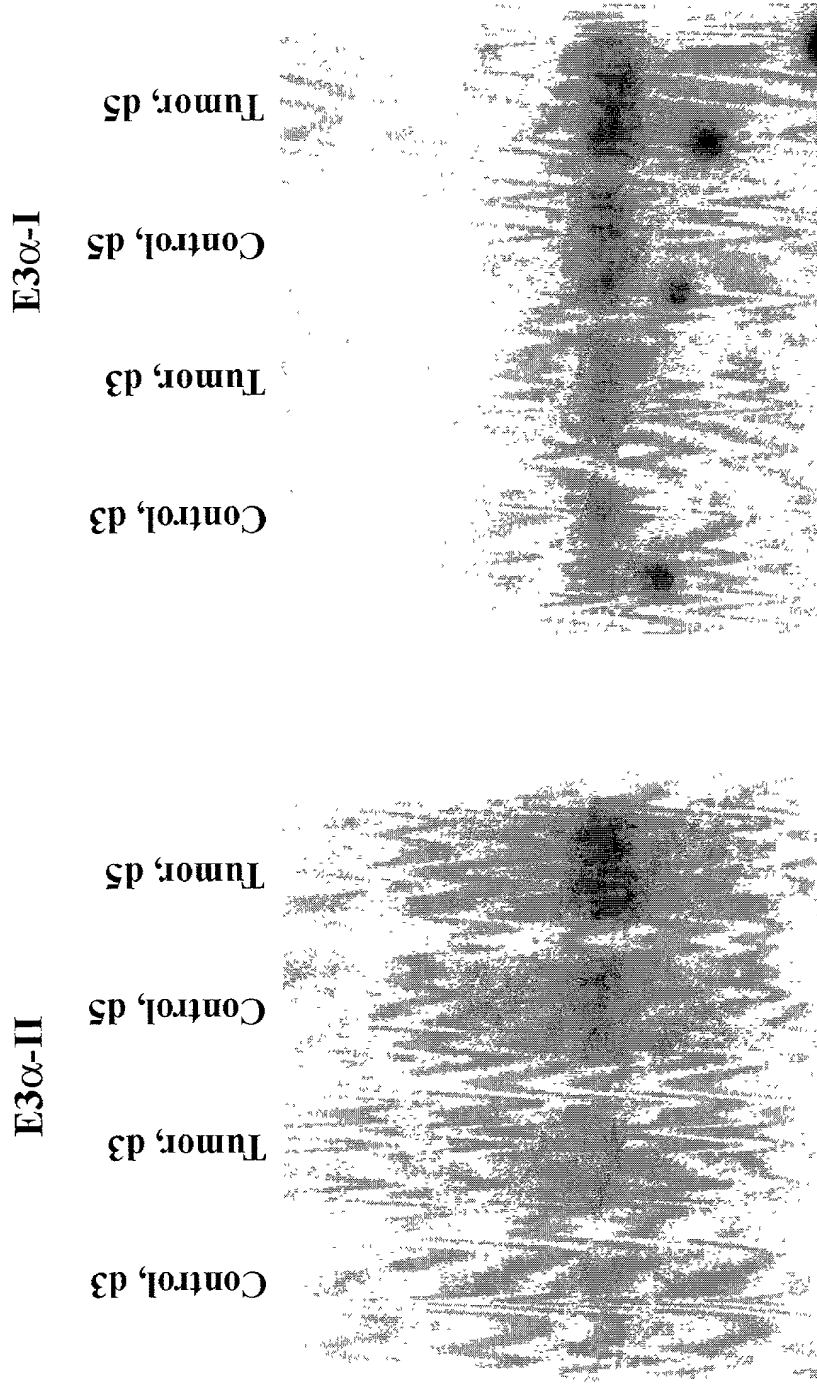 E3α-II
Control, d3
Tumor, d3
Control, d5
Tumor, d5
E3α-I
Control, d3
Tumor, d3
Control, d5
Tumor, d5